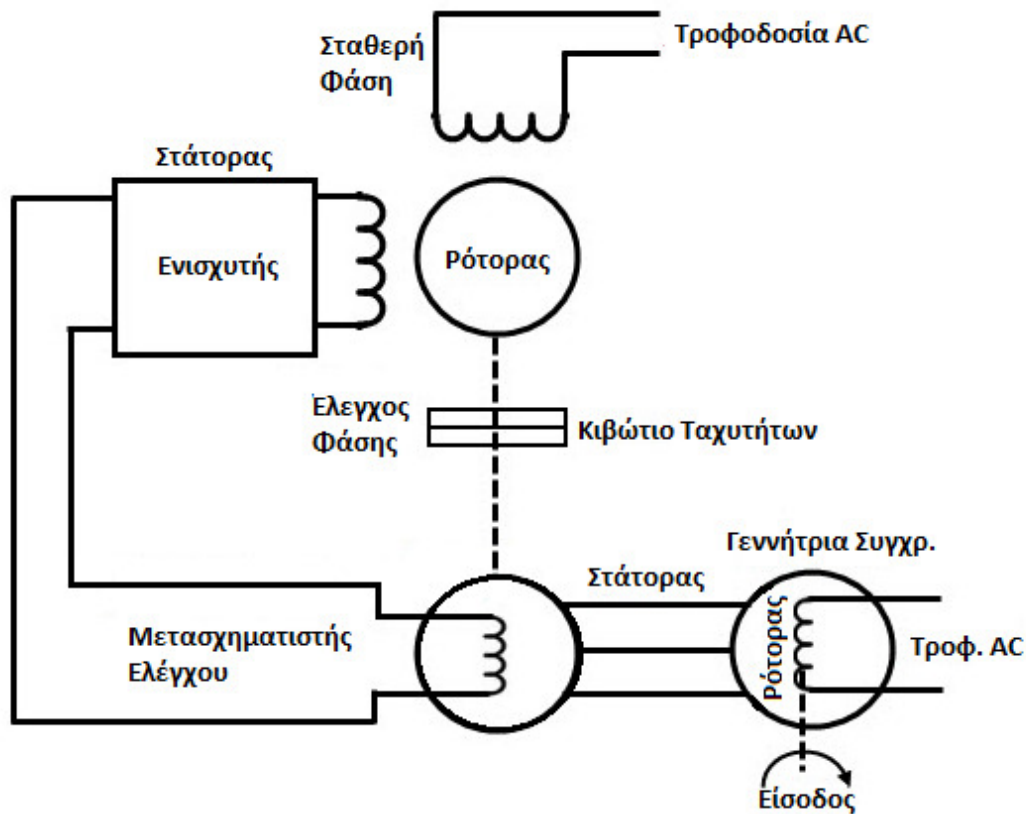 Σταθερή
Φάση
Τροφοδοσία AC
Στάτορας
Ενισχυτής
Ρότορας
Έλεγχος
Φάσης
Κιβώτιο Ταχυτήτων
Γεννήτρια Συγχρ.
Στάτορας
Ρότορας
Μετασχηματιστής
Ελέγχου
Τροφ. AC
Είσοδος